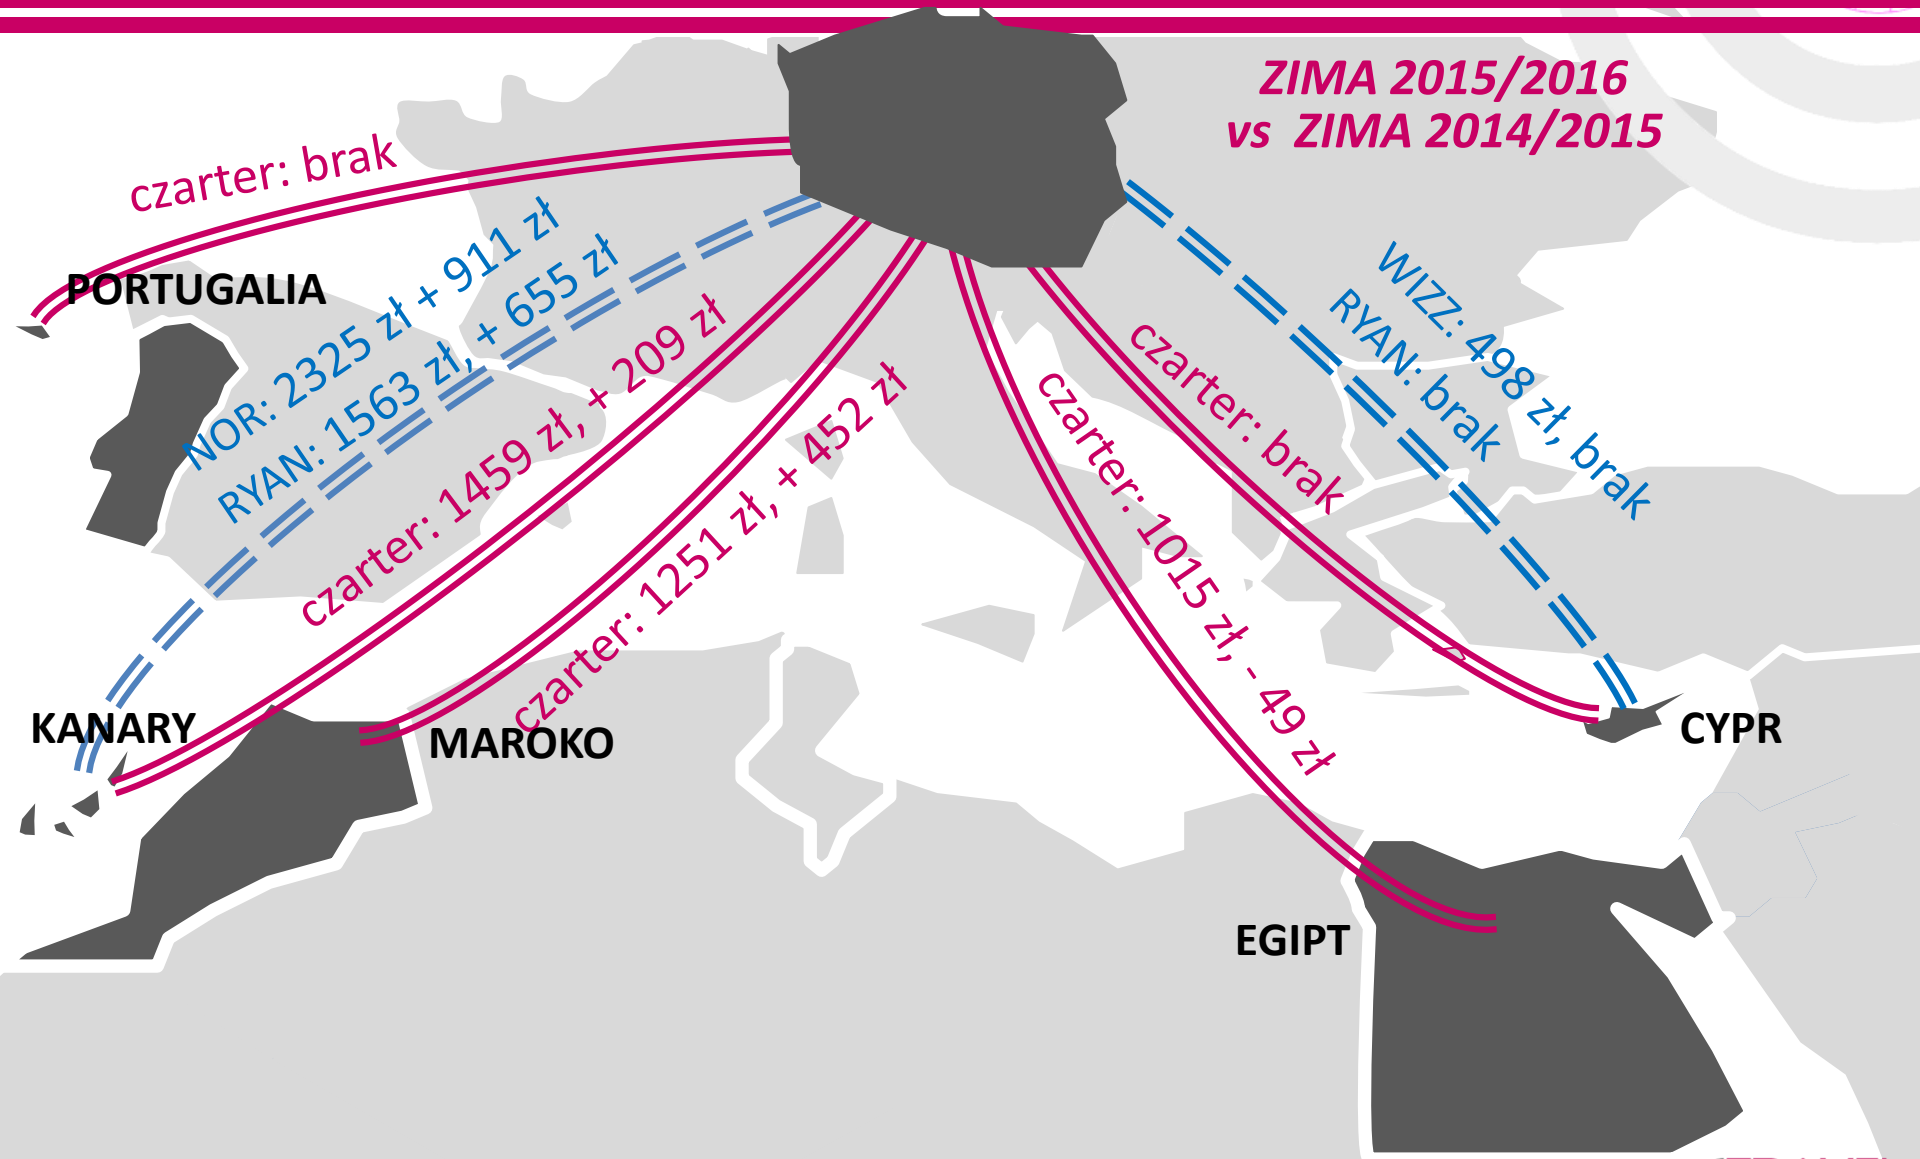 ZIMA 2015/2016
vs ZIMA 2014/2015
czarter: brak
PORTUGALIA
NOR: 2325 zł + 911 zł
RYAN: 1563 zł, + 655 zł
czarter: 1459 zł, + 209 zł
czarter: 1251 zł, + 452 zł
czarter: 1015 zł, - 49 zł
czarter: brak
WIZZ: 498 zł, brak
RYAN: brak
KANARY
MAROKO
CYPR
EGIPT